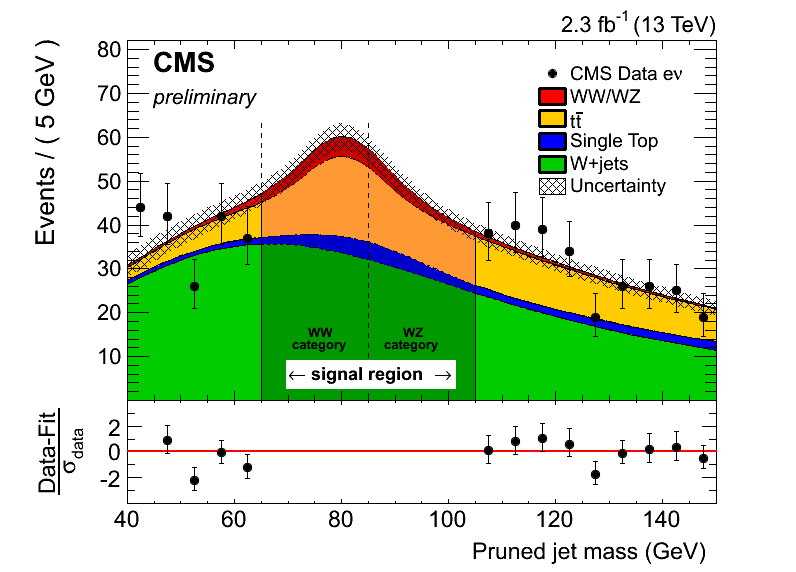 2.3 fb⁻¹ (13 TeV)
CMS
preliminary
CMS Data eν
WW/WZ
tt̄
Single Top
W+jets
Uncertainty
Events / ( 5 GeV )
80
70
60
50
40
30
20
10
WW category
WZ category
← signal region →
Data-Fit
σdata
2
0
-2
40 60 80 100 120 140
Pruned jet mass (GeV)